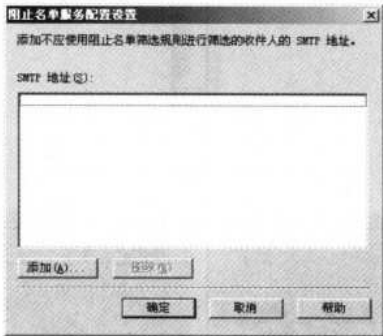 阻止名单服务配置设置
添加不应使用阻止名单筛选规则进行筛选的收件人的 SMTP 地址。
SMTP 地址(S):
添加(A)...
删除(R)
确定
取消
帮助